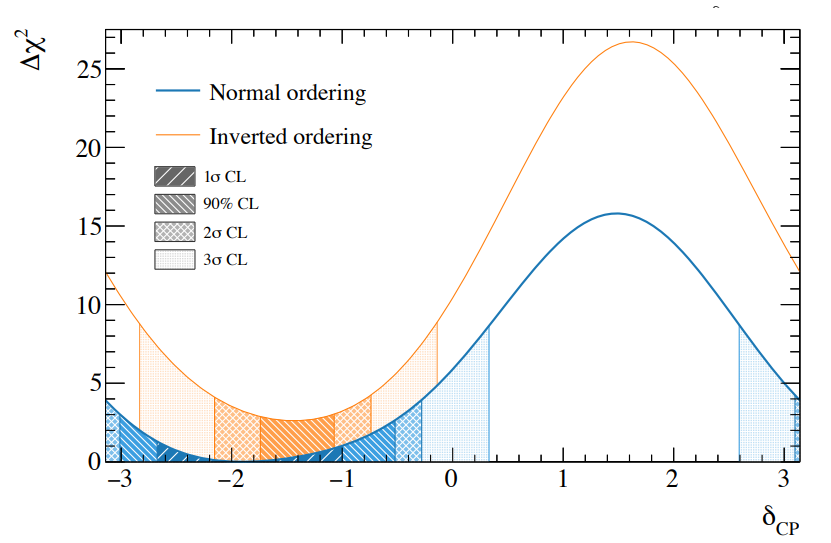 Δχ²
25
20
15
10
5
0
Normal ordering
Inverted ordering
1σ CL
90% CL
2σ CL
3σ CL
−3 −2 −1 0 1 2 3
δCP